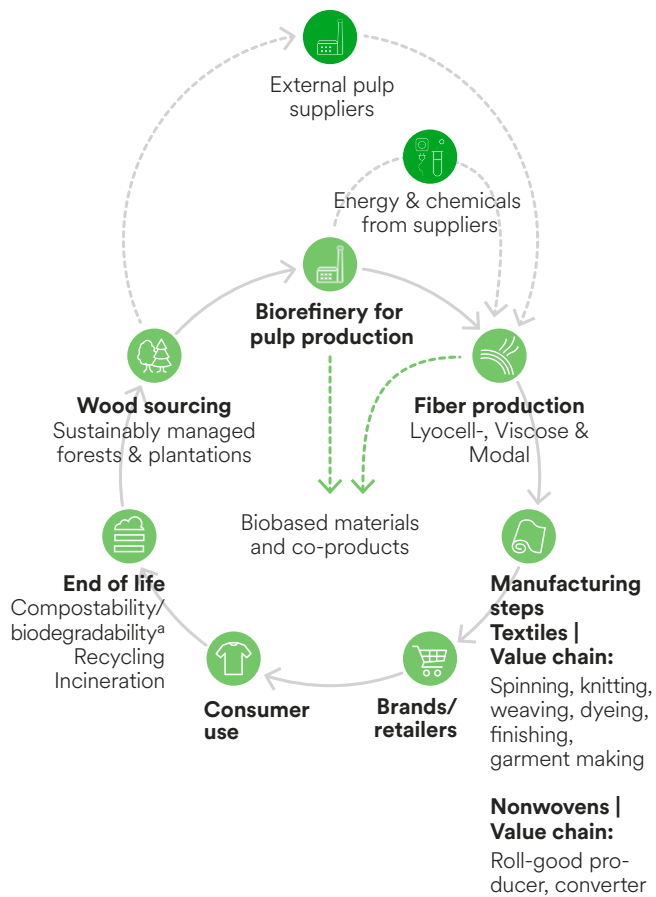 External pulp
suppliers
Energy & chemicals
from suppliers
Biorefinery for
pulp production
Wood sourcing
Sustainably managed
forests & plantations
Fiber production
Lyocell-, Viscose &
Modal
Biobased materials
and co-products
End of life
Compostability/
biodegradabilityᵃ
Recycling
Incineration
Manufacturing
steps
Textiles |
Value chain:
Spinning, knitting,
weaving, dyeing,
finishing,
garment making
Consumer
use
Brands/
retailers
Nonwovens |
Value chain:
Roll-good pro-
ducer, converter